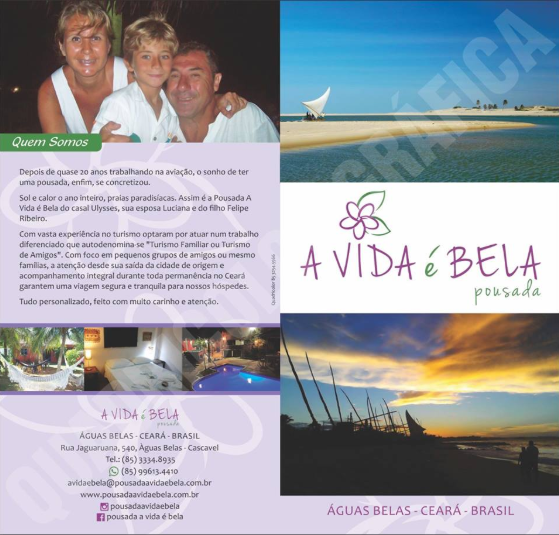 Quem Somos
Depois de quase 20 anos trabalhando na aviação, o sonho de ter
uma pousada, enfim, se concretizou.
Sol e calor o ano inteiro, praias paradisíacas. Assim é a Pousada A
Vida é Bela do casal Ulysses, sua esposa Luciana e do filho Felipe
Ribeiro.
Com vasta experiência no turismo optaram por atuar num trabalho
diferenciado que autodenomina-se "Turismo Familiar ou Turismo
de Amigos". Com foco em pequenos grupos de amigos ou mesmo
famílias, a atenção desde sua saída da cidade de origem e
acompanhamento integral durante toda permanência no Ceará
garantem uma viagem segura e tranquila para nossos hóspedes.
Tudo personalizado, feito com muito carinho e atenção.
A VIDA é BELA
pousada
ÁGUAS BELAS - CEARÁ - BRASIL
Rua Jaguaruana, 540, Águas Belas - Cascavel
Tel.: (85) 3334.8935
(85) 99613.4410
avidaebela@pousadaavidaebela.com.br
www.pousadaavidaebela.com.br
pousadaavidaebela
pousada a vida é bela
GRÁFICA
A VIDA é BELA
pousada
ÁGUAS BELAS - CEARÁ - BRASIL